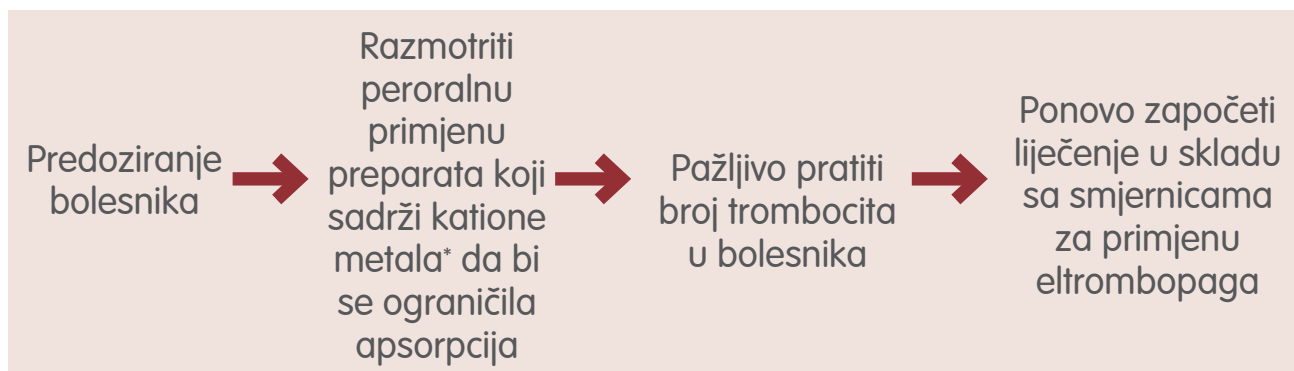 Predoziranje
bolesnika
Razmotriti
peroralnu
primjenu
preparata koji
sadrži katione
metala* da bi
se ograničila
apsorpcija
Pažljivo pratiti
broj trombocita
u bolesnika
Ponovo započeti
liječenje u skladu
sa smjernicama
za primjenu
eltrombopaga